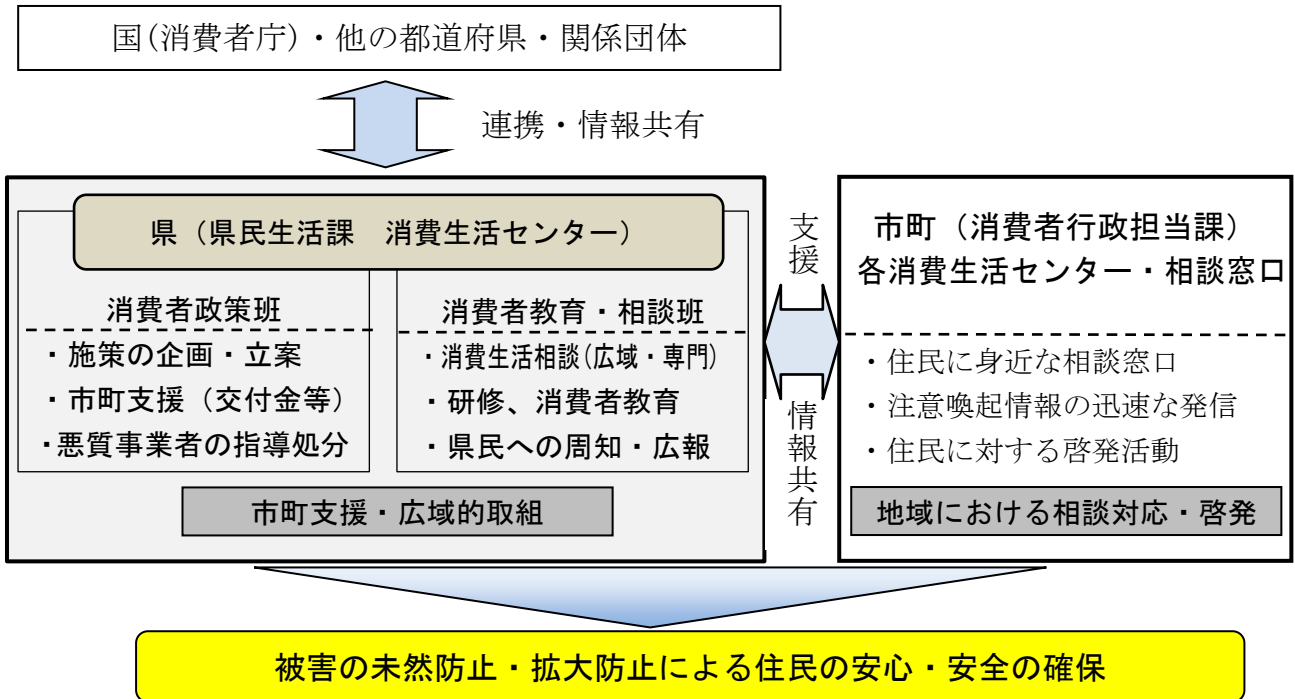 国(消費者庁)・他の都道府県・関係団体
連携・情報共有
県（県民生活課　消費生活センター）
消費者政策班
・施策の企画・立案
・市町支援（交付金等）
・悪質事業者の指導処分
消費者教育・相談班
・消費生活相談(広域・専門)
・研修、消費者教育
・県民への周知・広報
市町支援・広域的取組
支援
情報共有
市町（消費者行政担当課）
各消費生活センター・相談窓口
・住民に身近な相談窓口
・注意喚起情報の迅速な発信
・住民に対する啓発活動
地域における相談対応・啓発
被害の未然防止・拡大防止による住民の安心・安全の確保